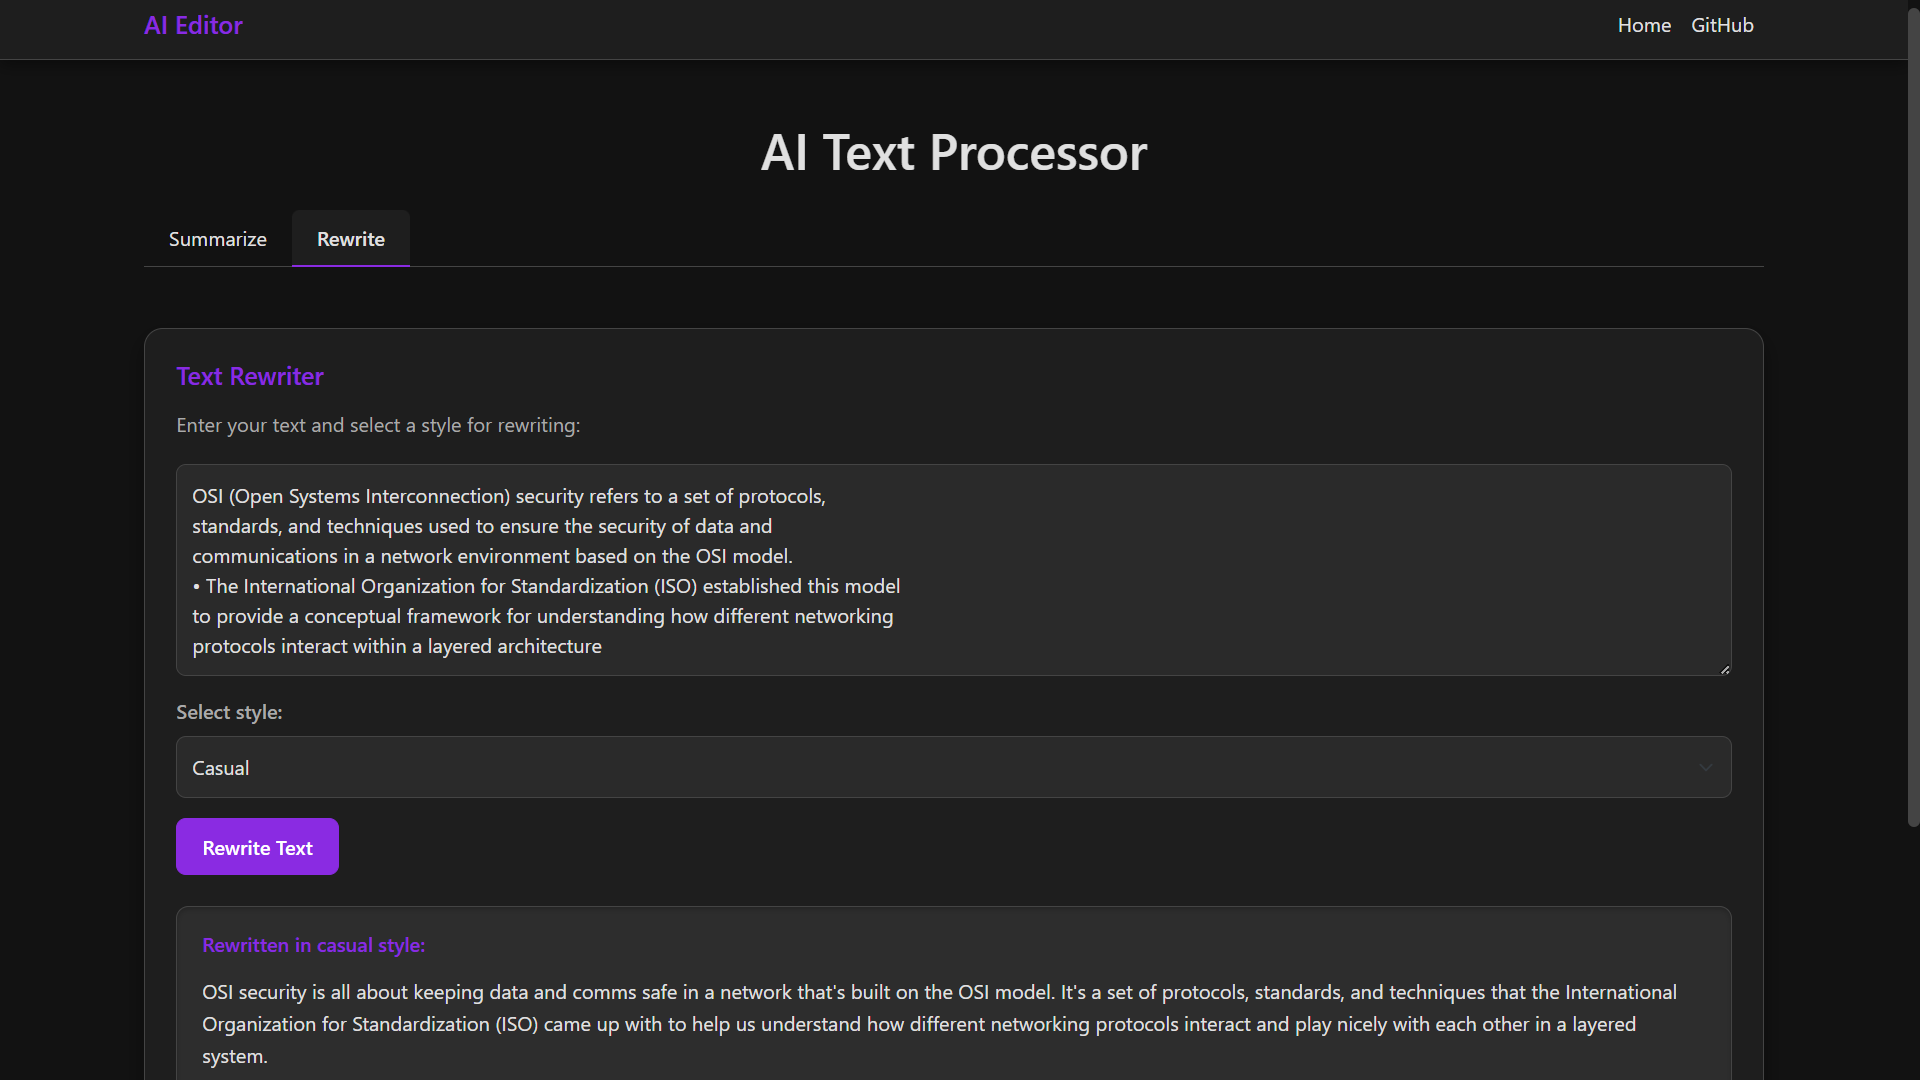 AI Editor
Home GitHub
AI Text Processor
Summarize Rewrite
Text Rewriter
Enter your text and select a style for rewriting:
OSI (Open Systems Interconnection) security refers to a set of protocols,
standards, and techniques used to ensure the security of data and
communications in a network environment based on the OSI model.
• The International Organization for Standardization (ISO) established this model
to provide a conceptual framework for understanding how different networking
protocols interact within a layered architecture
Select style:
Casual
Rewrite Text
Rewritten in casual style:
OSI security is all about keeping data and comms safe in a network that's built on the OSI model. It's a set of protocols, standards, and techniques that the International
Organization for Standardization (ISO) came up with to help us understand how different networking protocols interact and play nicely with each other in a layered
system.